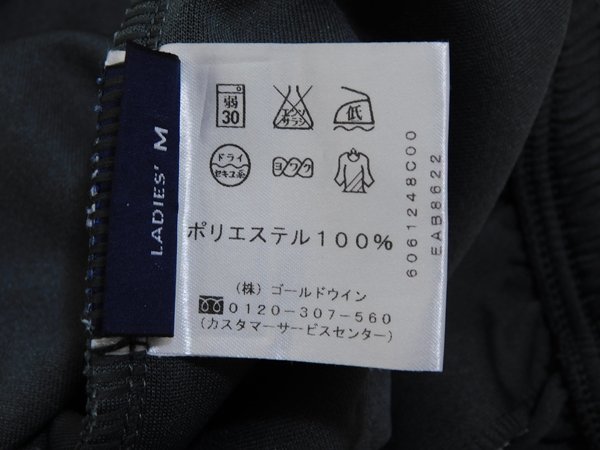 弱
30
エンソ
サラシ
低
ドライ
セキユ系
ヨワク
ポリエステル100%
(株)ゴールドウイン
0120-307-560
(カスタマーサービスセンター)
6061248C00
EAB8622
LADIES' M